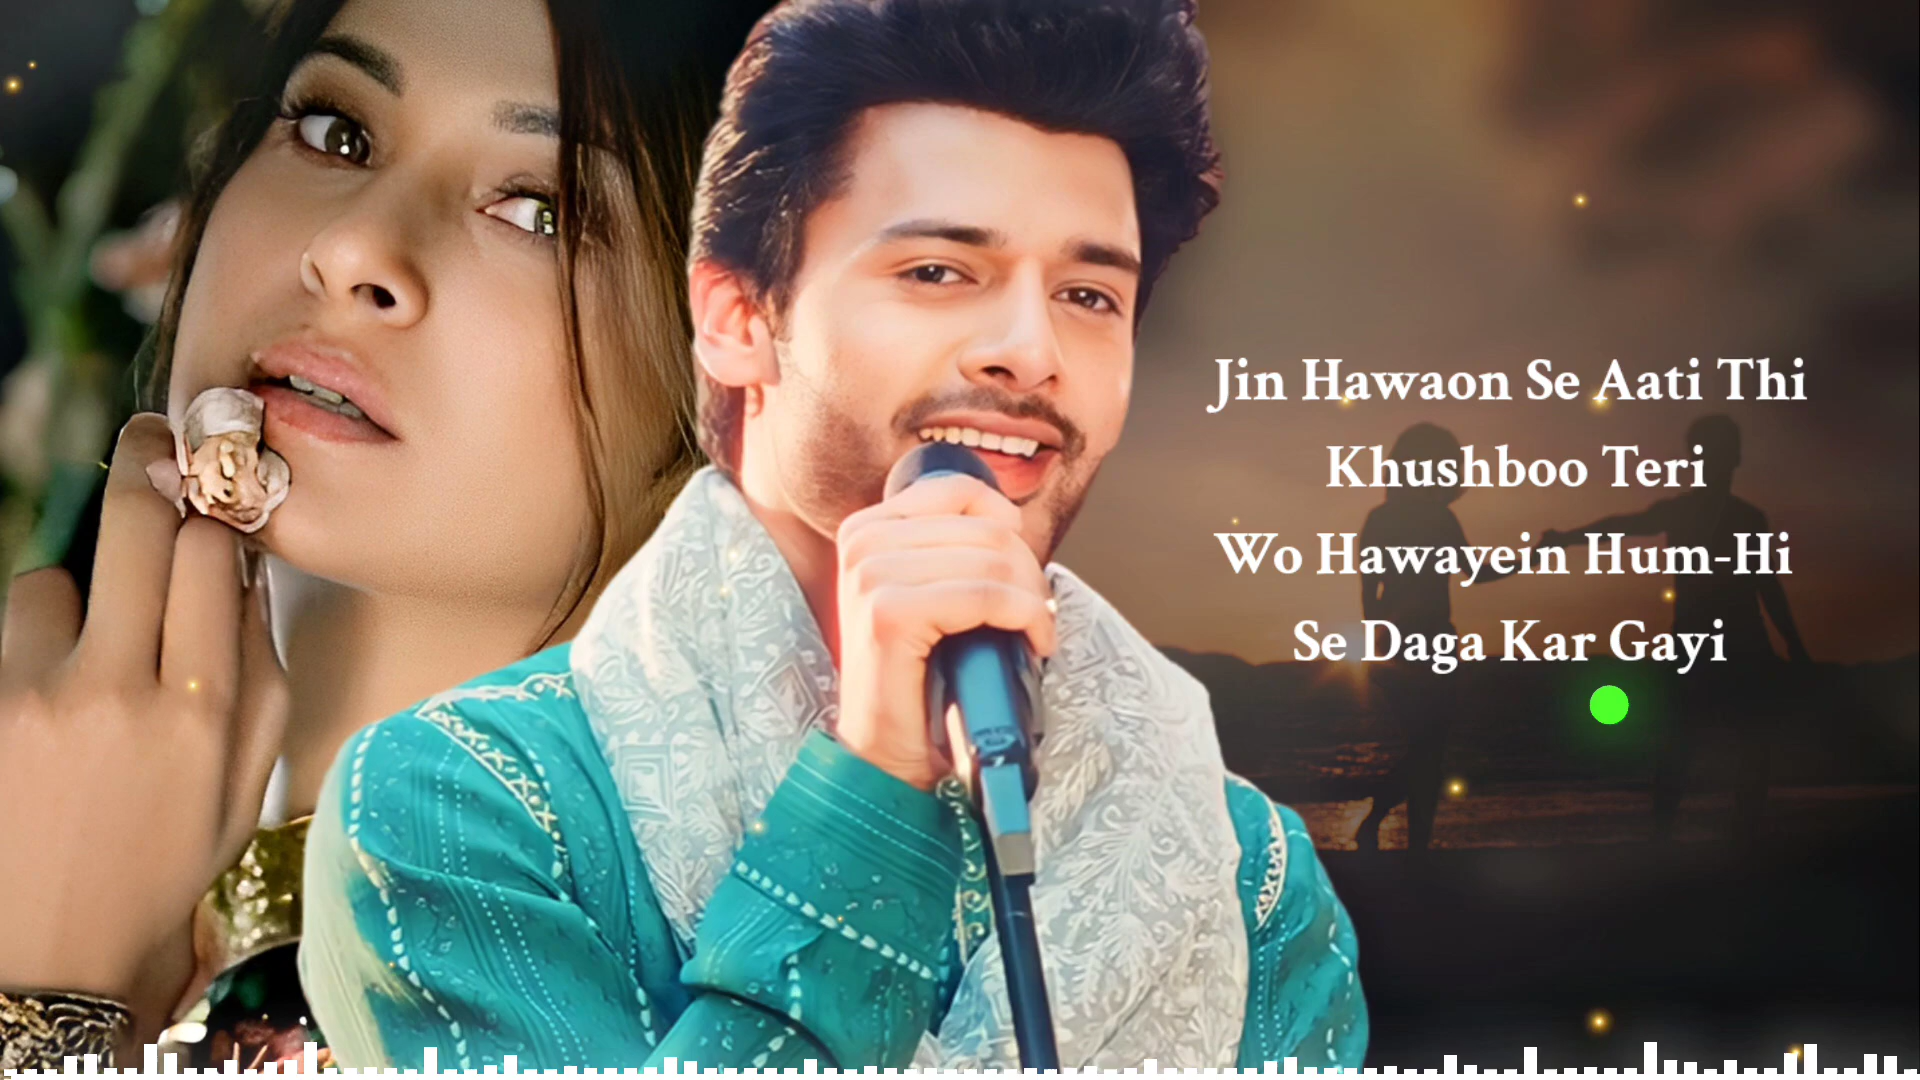 Jin Hawaon Se Aati Thi
Khushboo Teri
Wo Hawayein Hum-Hi
Se Daga Kar Gayi